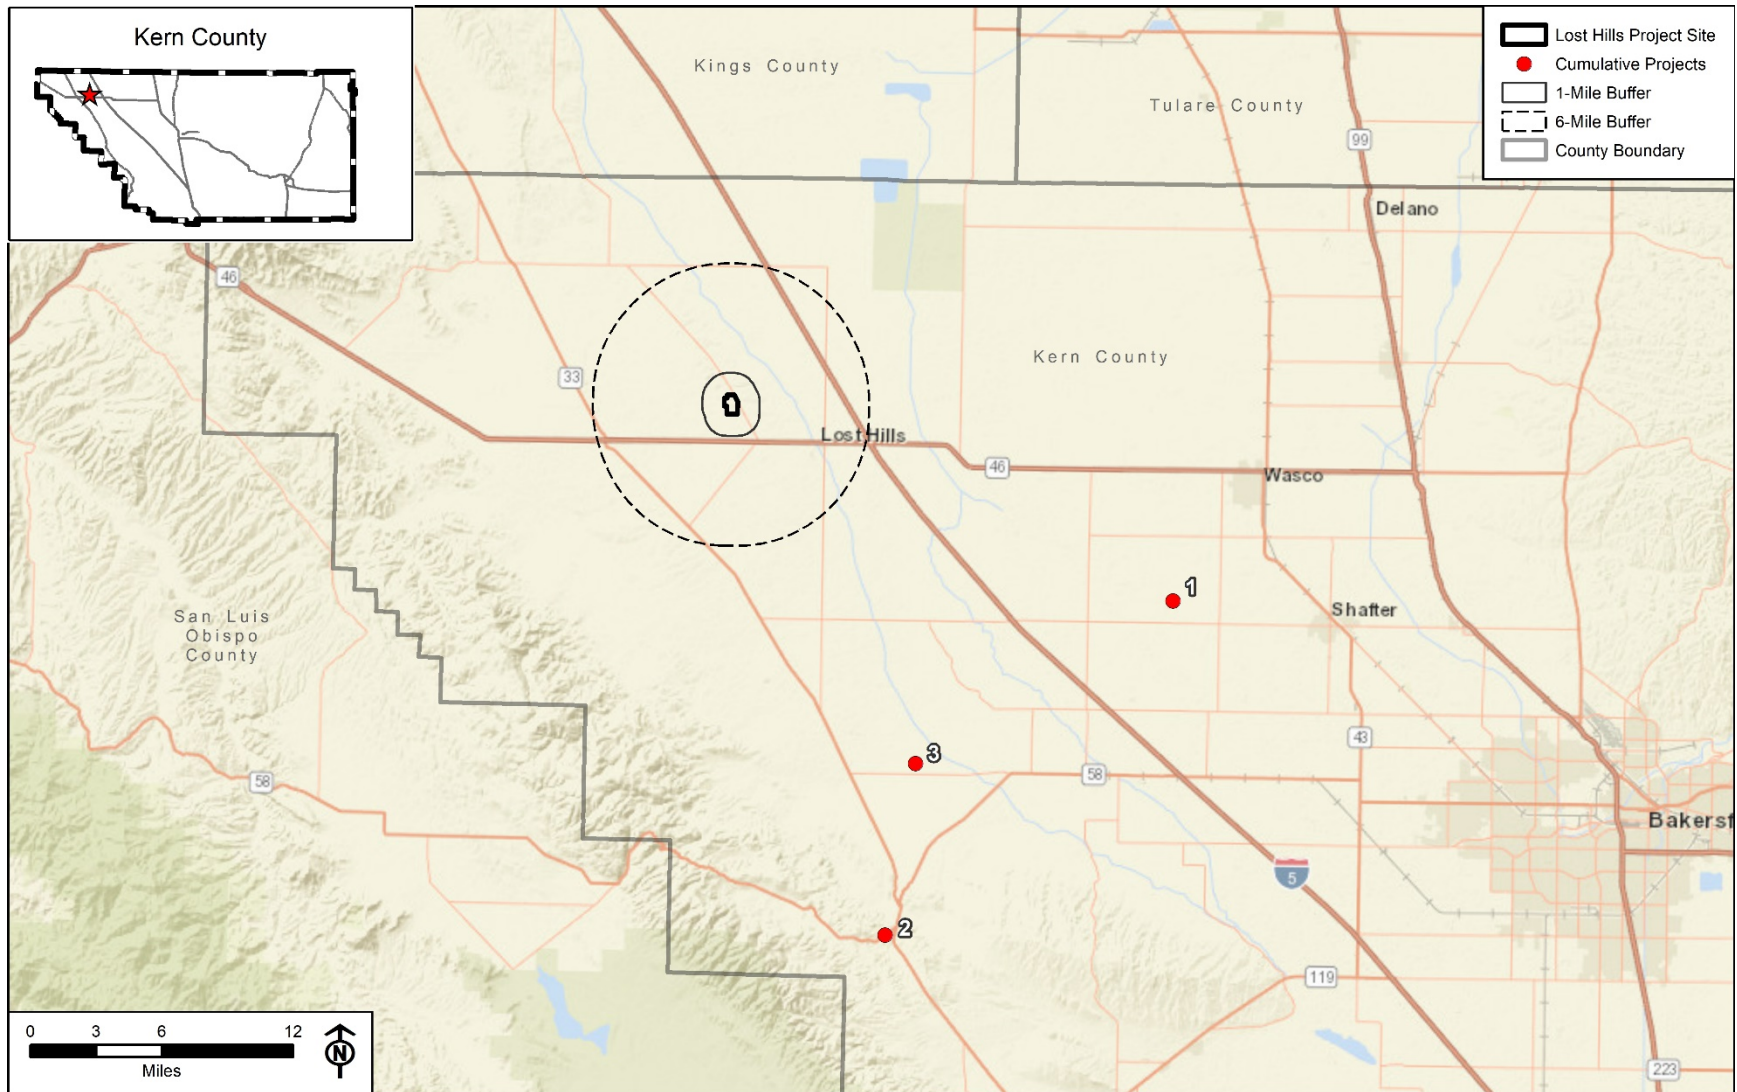 Kern County
Lost Hills Project Site
Cumulative Projects
1-Mile Buffer
6-Mile Buffer
County Boundary
Kings County
Tulare County
99
Delano
46
33
Kern County
Lost Hills
46
Wasco
1
Shafter
San Luis
Obispo
County
43
3
58
58
Bakersf
5
2
119
223
0 3 6 12
Miles
N